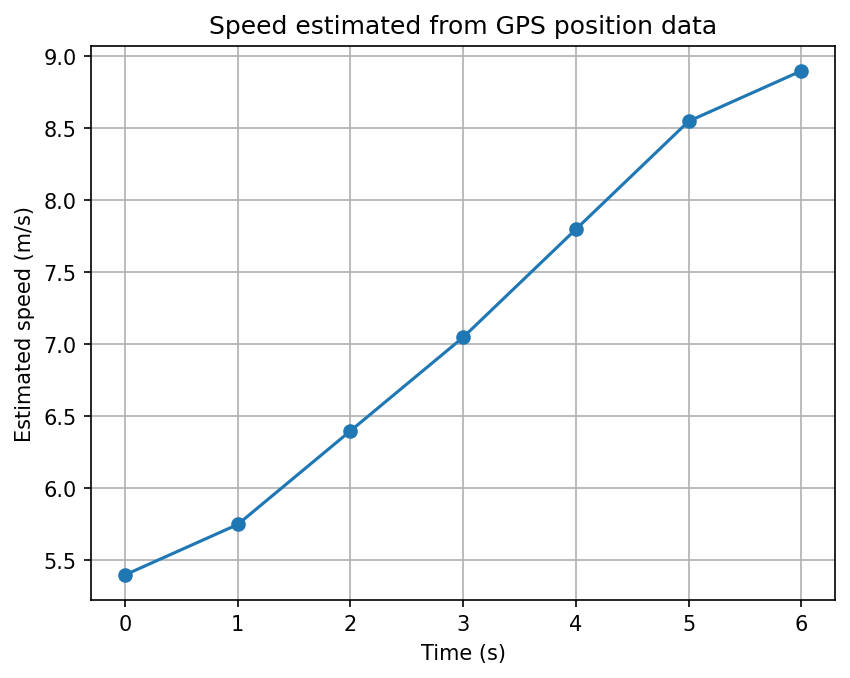 Speed estimated from GPS position data
Estimated speed (m/s)
9.0
8.5
8.0
7.5
7.0
6.5
6.0
5.5
0 1 2 3 4 5 6
Time (s)